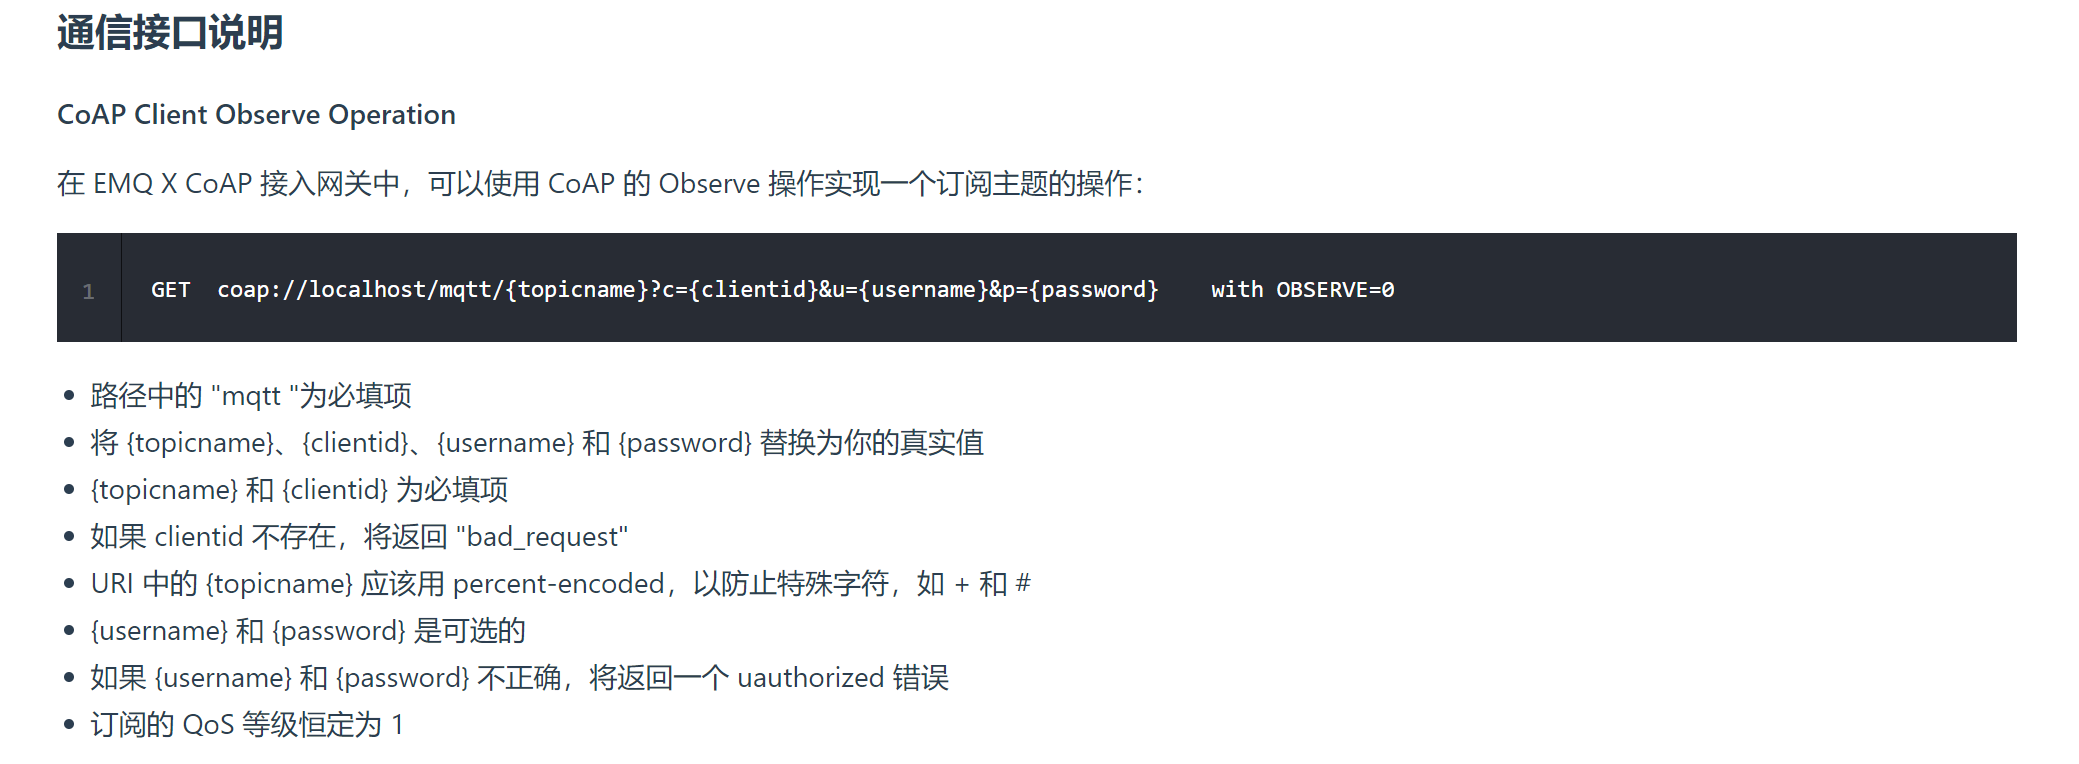 通信接口说明
CoAP Client Observe Operation
在 EMQ X CoAP 接入网关中，可以使用 CoAP 的 Observe 操作实现一个订阅主题的操作：
1 GET  coap://localhost/mqtt/{topicname}?c={clientid}&u={username}&p={password}    with OBSERVE=0
• 路径中的 "mqtt "为必填项
• 将 {topicname}、{clientid}、{username} 和 {password} 替换为你的真实值
• {topicname} 和 {clientid} 为必填项
• 如果 clientid 不存在，将返回 "bad_request"
• URI 中的 {topicname} 应该用 percent-encoded，以防止特殊字符，如 + 和 #
• {username} 和 {password} 是可选的
• 如果 {username} 和 {password} 不正确，将返回一个 uauthorized 错误
• 订阅的 QoS 等级恒定为 1